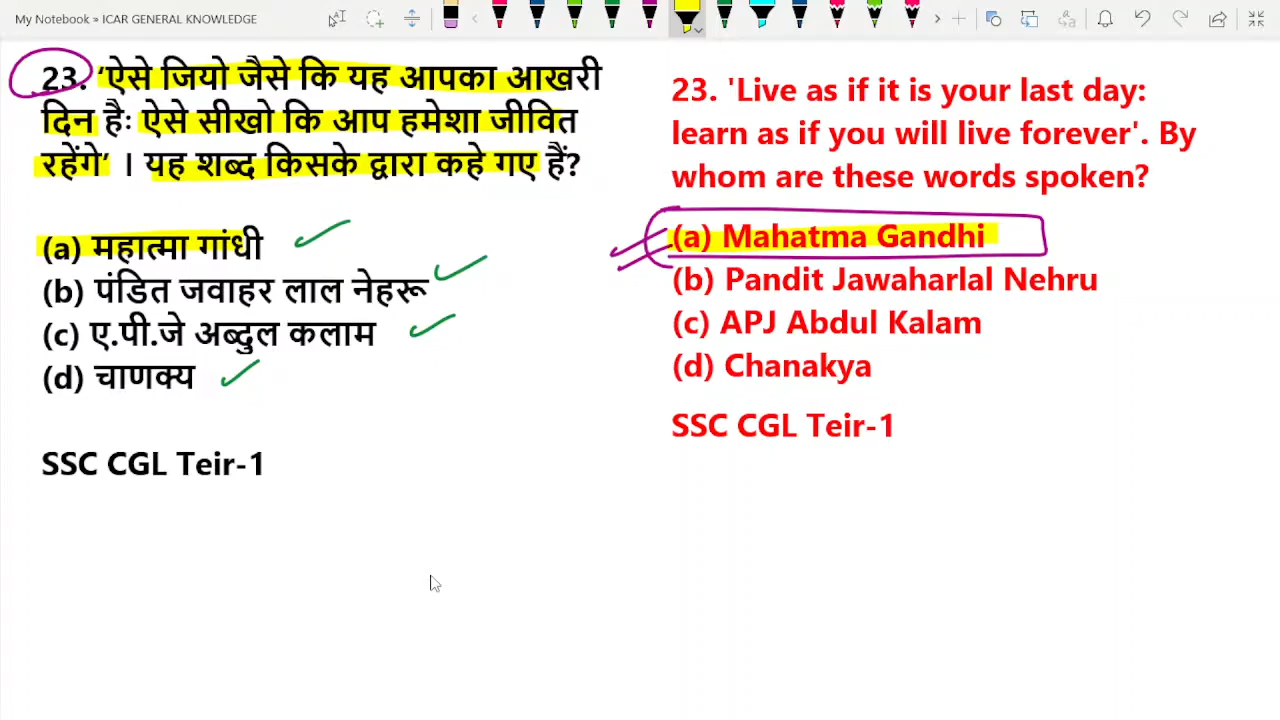 My Notebook » ICAR GENERAL KNOWLEDGE
23. ‘ऐसे जियो जैसे कि यह आपका आखरी
दिन हैः ऐसे सीखो कि आप हमेशा जीवित
रहेंगे’ । यह शब्द किसके द्वारा कहे गए हैं?
(a) महात्मा गांधी
(b) पंडित जवाहर लाल नेहरू
(c) ए.पी.जे अब्दुल कलाम
(d) चाणक्य
SSC CGL Teir-1
23. 'Live as if it is your last day:
learn as if you will live forever'. By
whom are these words spoken?
(a) Mahatma Gandhi
(b) Pandit Jawaharlal Nehru
(c) APJ Abdul Kalam
(d) Chanakya
SSC CGL Teir-1